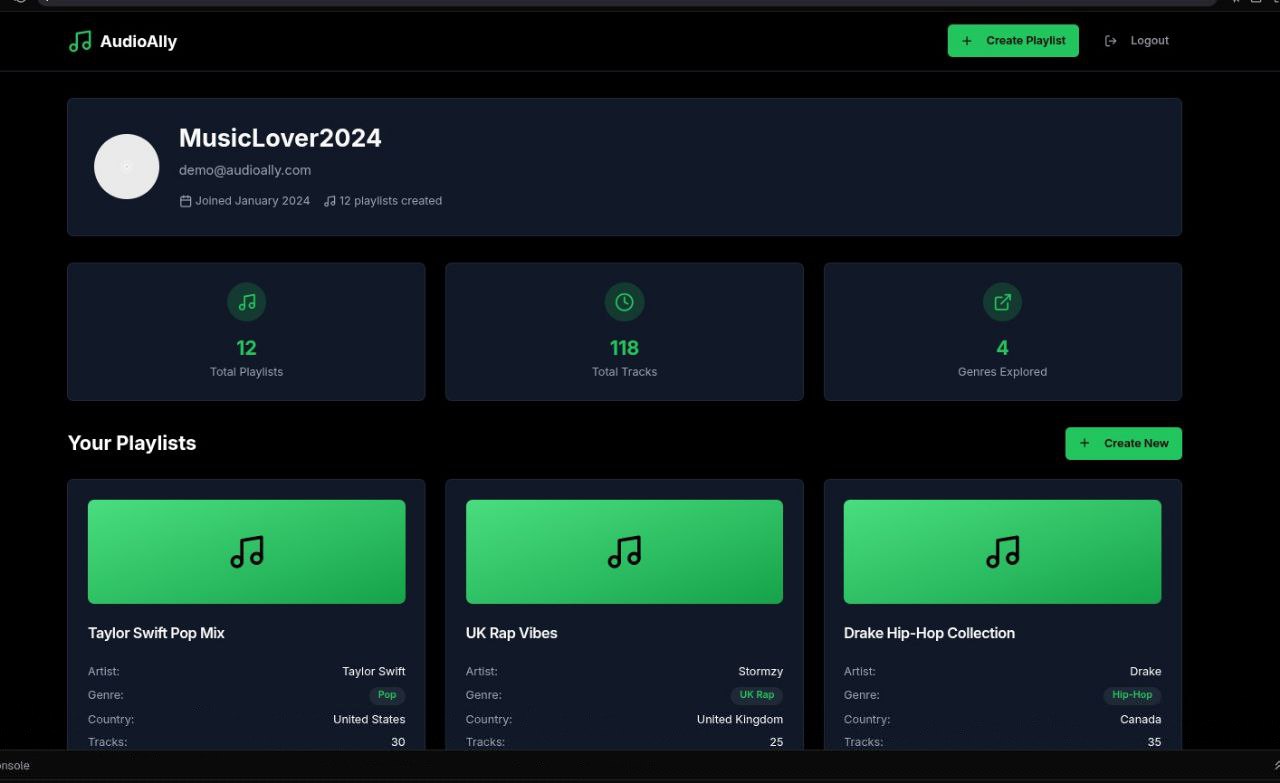 AudioAlly
Create Playlist
Logout
MusicLover2024
demo@audioally.com
Joined January 2024 12 playlists created
12
Total Playlists
118
Total Tracks
4
Genres Explored
Your Playlists
Create New
Taylor Swift Pop Mix
Artist: Taylor Swift
Genre: Pop
Country: United States
Tracks: 30
UK Rap Vibes
Artist: Stormzy
Genre: UK Rap
Country: United Kingdom
Tracks: 25
Drake Hip-Hop Collection
Artist: Drake
Genre: Hip-Hop
Country: Canada
Tracks: 35
onsole